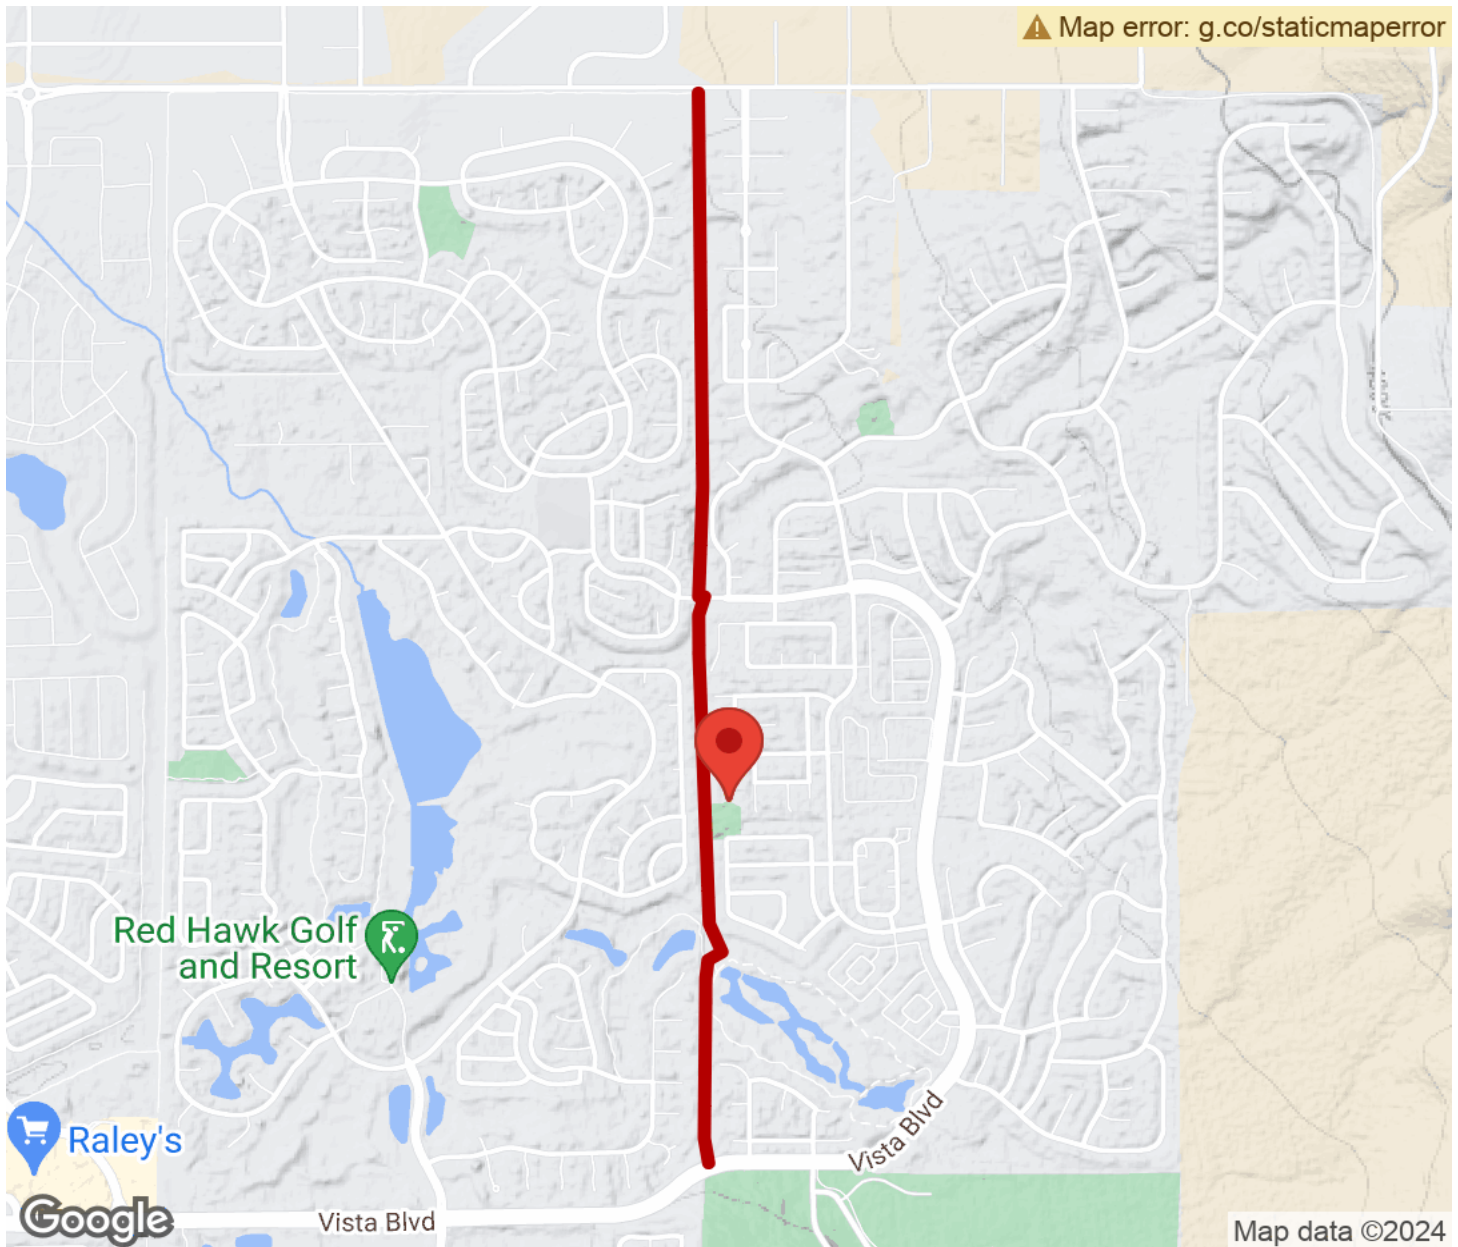 Map error: g.co/staticmaperror
Red Hawk Golf
and Resort
Raley's
Vista Blvd
Vista Blvd
Google
Map data ©2024